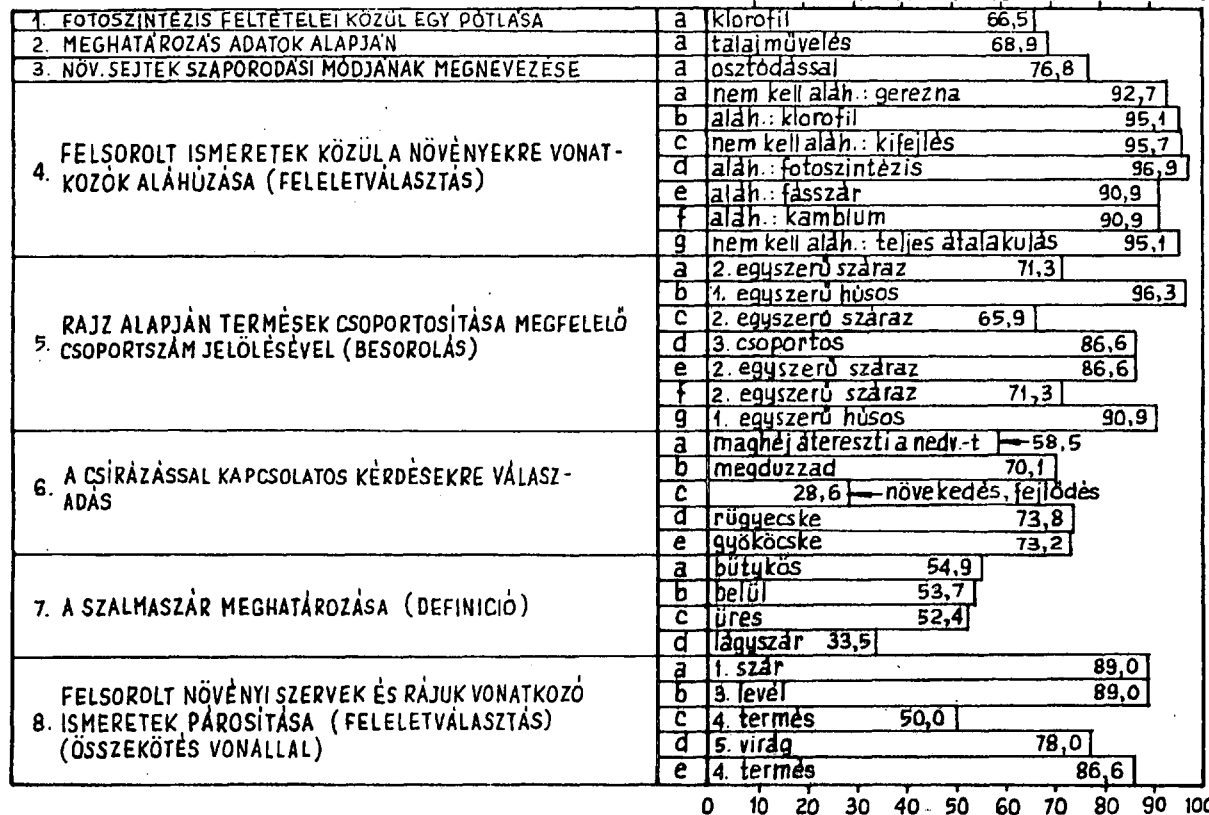 1. FOTOSZINTÉZIS FELTÉTELEI KÖZÜL EGY PÓTLÁSA a klorofil 66,5
2. MEGHATÁROZÁS ADATOK ALAPJÁN a talajművelés 68,9
3. NÖV. SEJTEK SZAPORODÁSI MÓDJÁNAK MEGNEVEZÉSE a osztódással 76,8
4. FELSOROLT ISMERETEK KÖZÜL A NÖVÉNYEKRE VONAT-
KOZÓK ALÁHÚZÁSA (FELELETVÁLASZTÁS)
a nem kell aláh.: gerezna 92,7
b aláh.: klorofil 95,1
c nem kell aláh.: kifejlés 95,7
d aláh.: fotoszintézis 96,9
e aláh.: fásszár 90,9
f aláh.: kambium 90,9
g nem kell aláh.: teljes átalakulás 95,1
5. RAJZ ALAPJÁN TERMÉSEK CSOPORTOSÍTÁSA MEGFELELŐ
CSOPORTSZÁM JELÖLÉSÉVEL (BESOROLÁS)
a 2. egyszerű száraz 71,3
b 1. egyszerű húsos 96,3
c 2. egyszerű száraz 65,9
d 3. csoportos 86,6
e 2. egyszerű száraz 86,6
f 2. egyszerű száraz 71,3
g 1. egyszerű húsos 90,9
6. A CSÍRÁZÁSSAL KAPCSOLATOS KÉRDÉSEKRE VÁLASZ-
ADÁS
a maghéj átereszti a nedv.-t 58,5
b megduzzad 70,1
c 28,6 növekedés, fejlődés
d rügyecske 73,8
e gyököcske 73,2
7. A SZALMASZÁR MEGHATÁROZÁSA (DEFINICIÓ)
a bütykös 54,9
b belül 53,7
c üres 52,4
d lágyszár 33,5
8. FELSOROLT NÖVÉNYI SZERVEK ÉS RÁJUK VONATKOZÓ
ISMERETEK PÁROSÍTÁSA (FELELETVÁLASZTÁS)
(ÖSSZEKÖTÉS VONALLAL)
a 1. szár 89,0
b 3. levél 89,0
c 4. termés 50,0
d 5. virág 78,0
e 4. termés 86,6
0 10 20 30 40 50 60 70 80 90 100